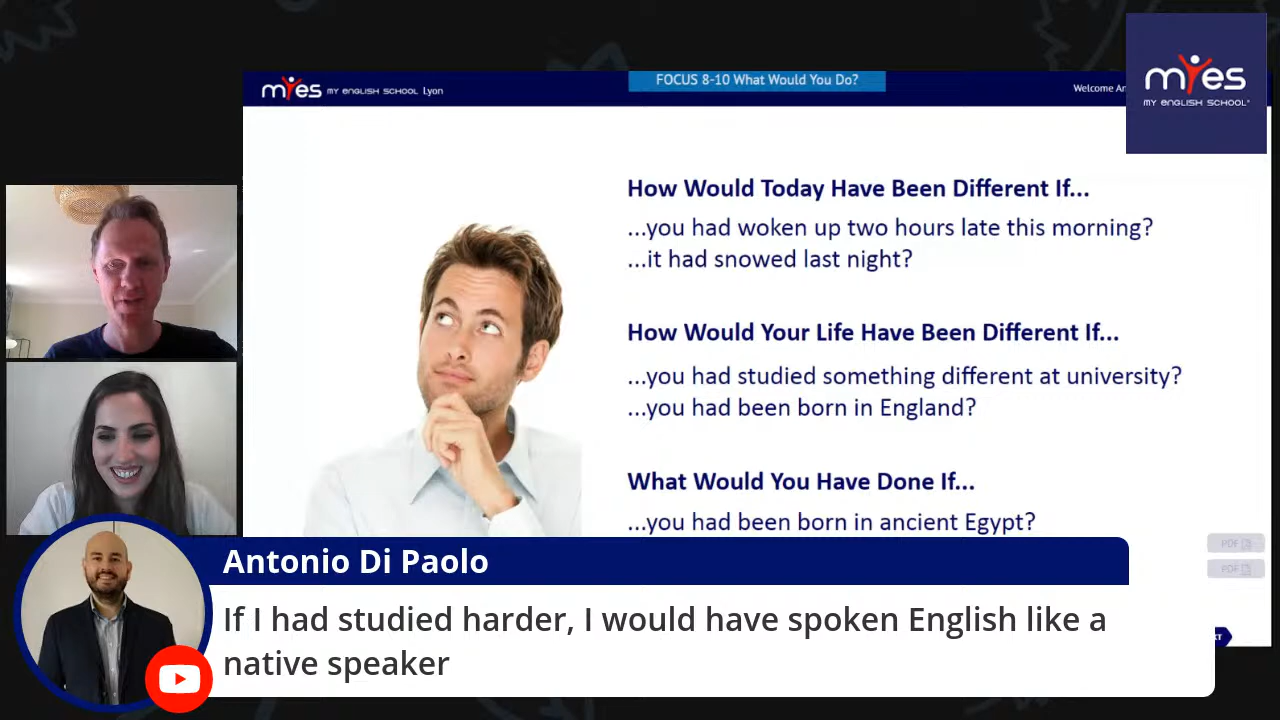 myes MY ENGLISH SCHOOL Lyon
FOCUS 8-10 What Would You Do?
Welcome
myes
MY ENGLISH SCHOOL
How Would Today Have Been Different If...
...you had woken up two hours late this morning?
...it had snowed last night?
How Would Your Life Have Been Different If...
...you had studied something different at university?
...you had been born in England?
What Would You Have Done If...
...you had been born in ancient Egypt?
PDF
PDF
Antonio Di Paolo
If I had studied harder, I would have spoken English like a
native speaker